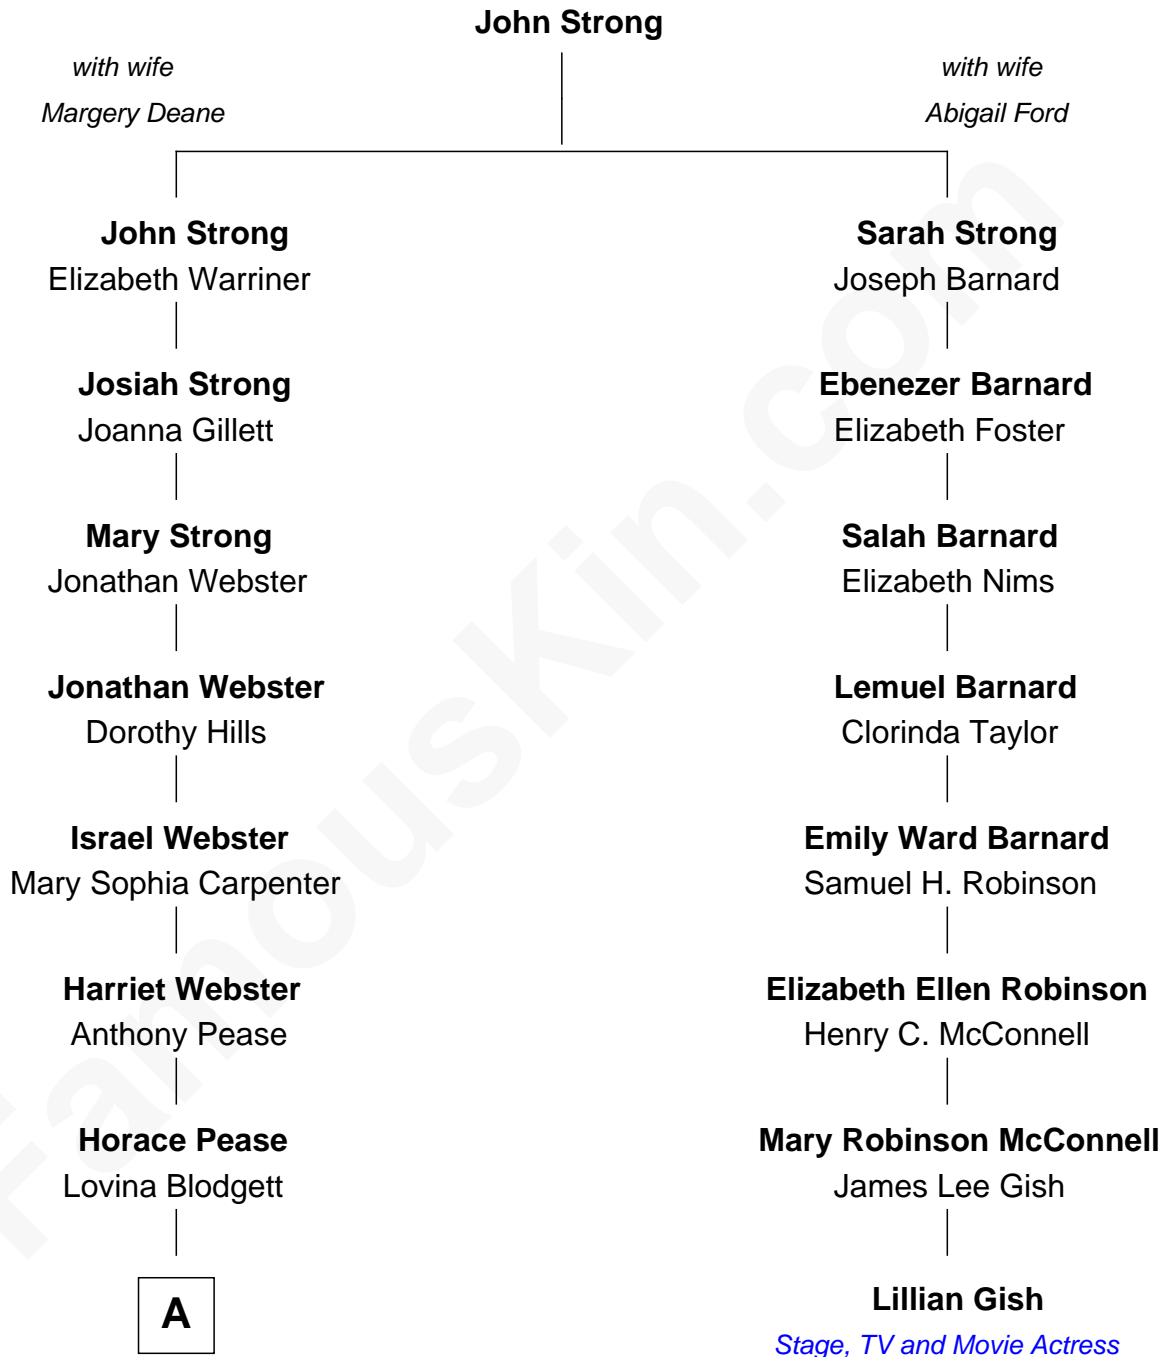 John Strong
with wife
Margery Deane
with wife
Abigail Ford
John Strong
Elizabeth Warriner
Sarah Strong
Joseph Barnard
Josiah Strong
Joanna Gillett
Ebenezer Barnard
Elizabeth Foster
Mary Strong
Jonathan Webster
Salah Barnard
Elizabeth Nims
Jonathan Webster
Dorothy Hills
Lemuel Barnard
Clorinda Taylor
Israel Webster
Mary Sophia Carpenter
Emily Ward Barnard
Samuel H. Robinson
Harriet Webster
Anthony Pease
Elizabeth Ellen Robinson
Henry C. McConnell
Horace Pease
Lovina Blodgett
Mary Robinson McConnell
James Lee Gish
A
Lillian Gish
Stage, TV and Movie Actress
FamousKin.com